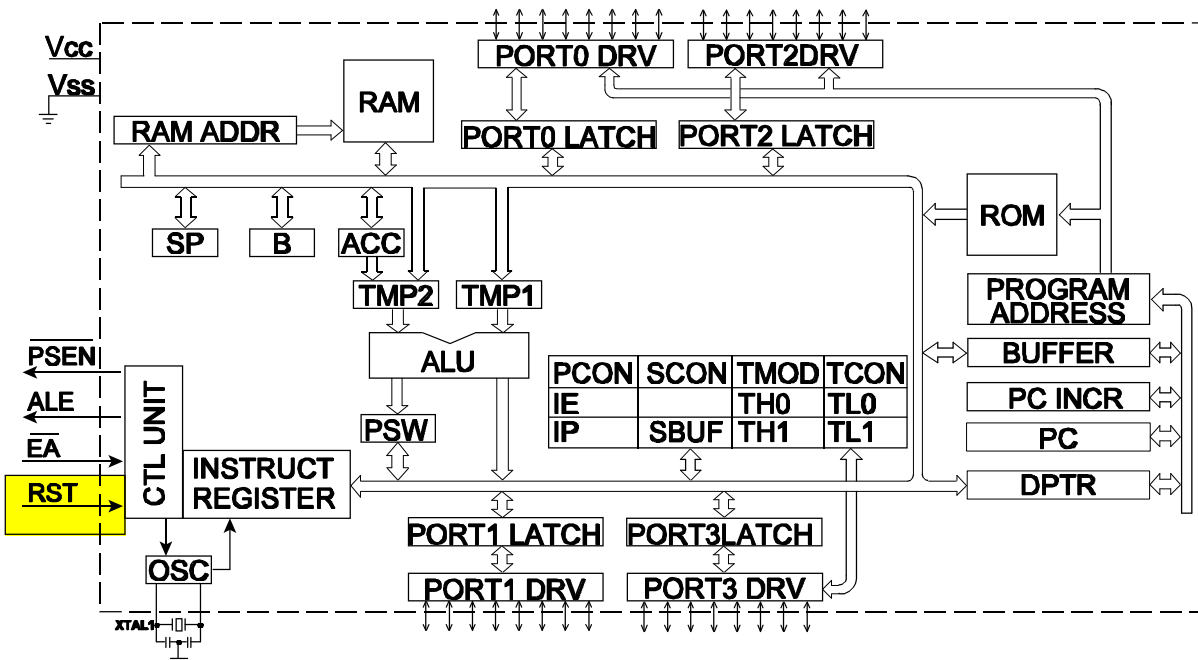 Vcc
Vss
PORT0 DRV
PORT2DRV
RAM
RAM ADDR
PORT0 LATCH
PORT2 LATCH
ROM
SP
B
ACC
TMP2
TMP1
PROGRAM
ADDRESS
ALU
BUFFER
PSEN
ALE
EA
RST
CTL UNIT
PCON SCON TMOD TCON
IE TH0 TL0
IP SBUF TH1 TL1
PC INCR
PC
DPTR
PSW
INSTRUCT
REGISTER
PORT1 LATCH
PORT3LATCH
OSC
PORT1 DRV
PORT3 DRV
XTAL1